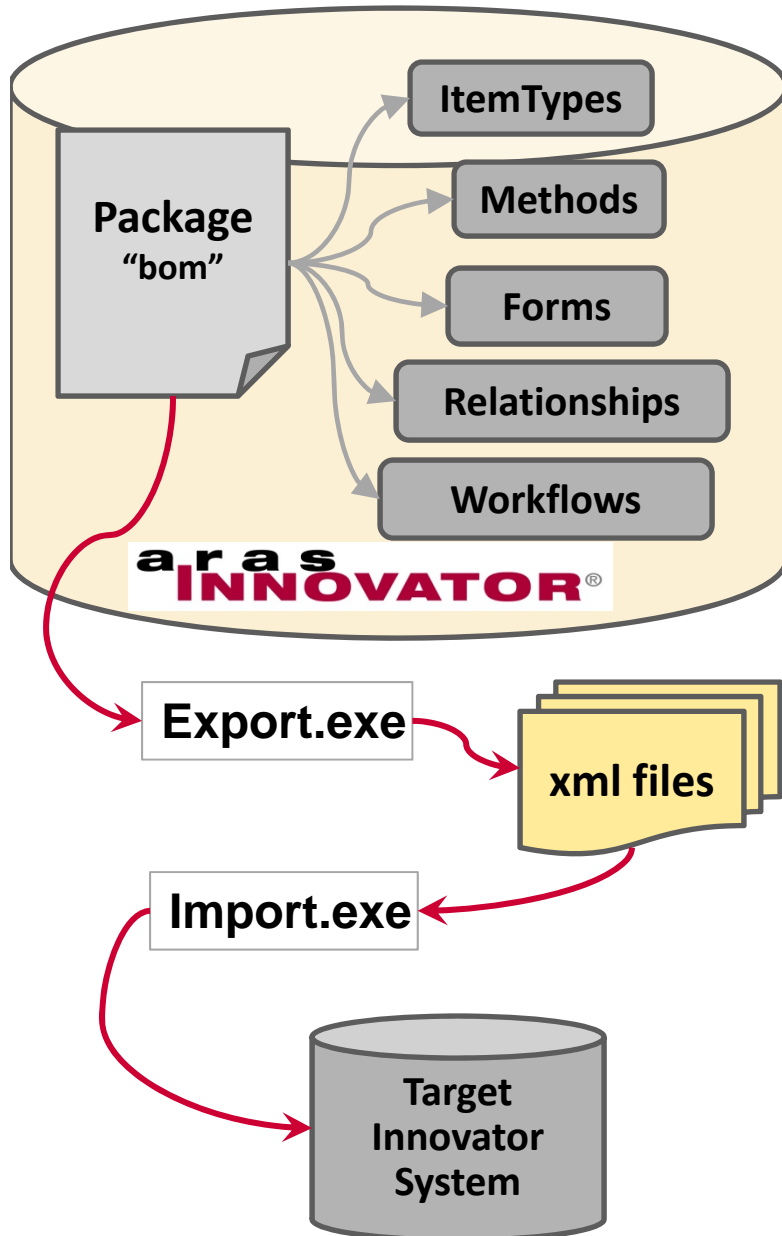 ItemTypes
Package
“bom”
Methods
Forms
Relationships
Workflows
aras
INNOVATOR®
Export.exe
xml files
Import.exe
Target
Innovator
System